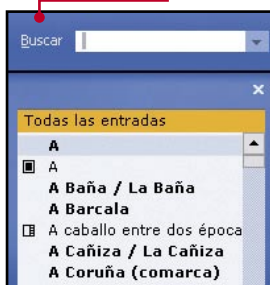 Buscar
Todas las entradas
A
A
A Baña / La Baña
A Barcala
A caballo entre dos época
A Cañiza / La Cañiza
A Coruña (comarca)